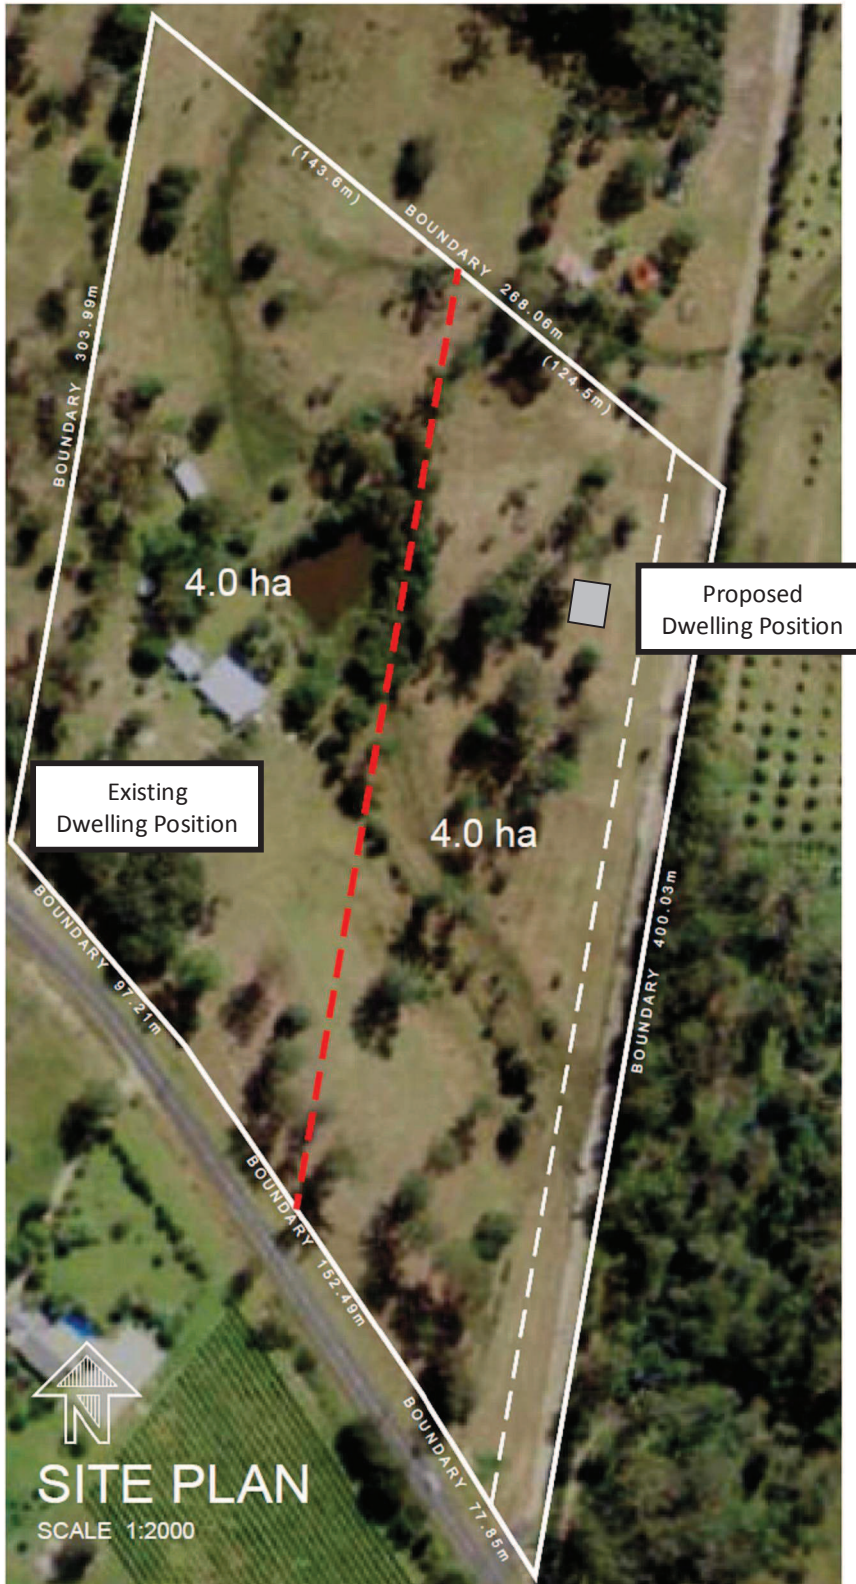 (143.6m)
BOUNDARY 268.06m
(124.5m)
BOUNDARY 303.99m
4.0 ha
Proposed
Dwelling Position
Existing
Dwelling Position
4.0 ha
BOUNDARY 97.21m
BOUNDARY 400.03m
BOUNDARY 152.49m
BOUNDARY 77.85m
N
SITE PLAN
SCALE 1:2000